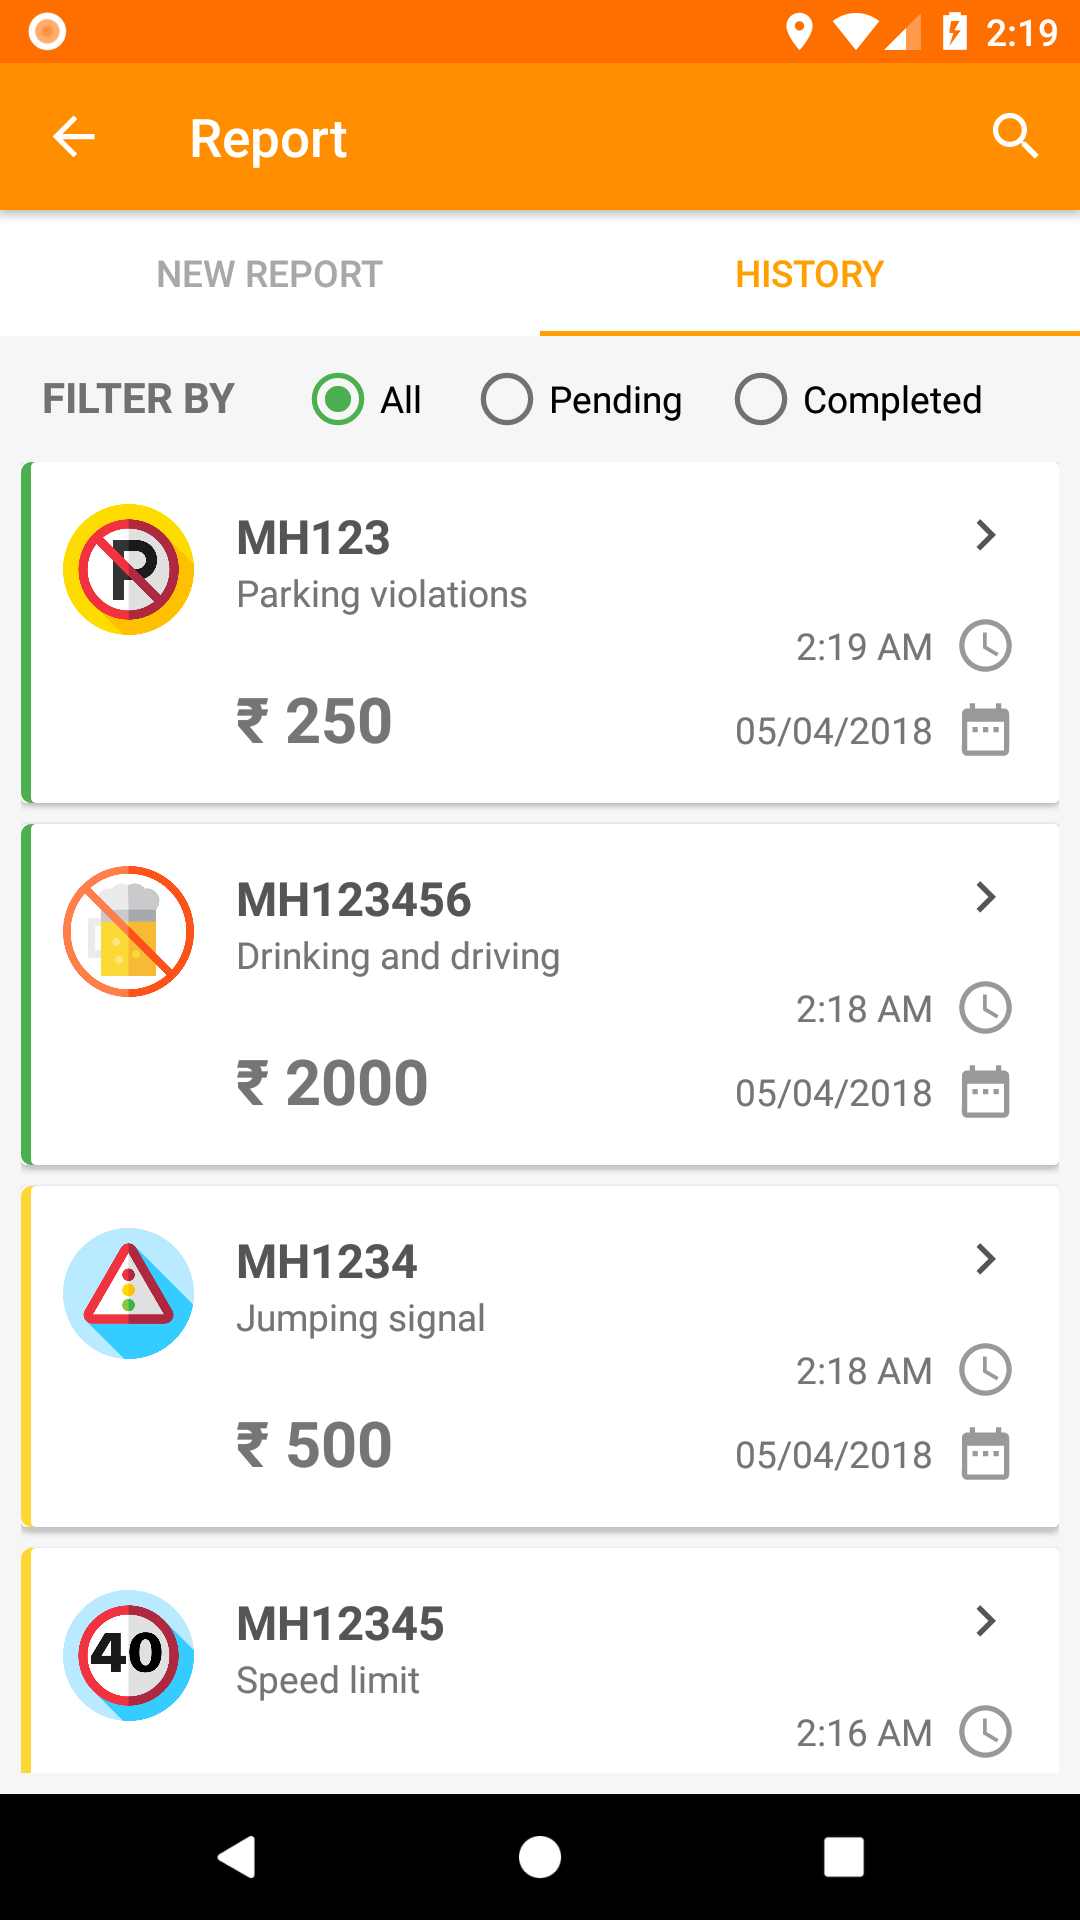 2:19
Report
NEW REPORT
HISTORY
FILTER BY
All
Pending
Completed
P
MH123
Parking violations
2:19 AM
₹ 250
05/04/2018
MH123456
Drinking and driving
2:18 AM
₹ 2000
05/04/2018
MH1234
Jumping signal
2:18 AM
₹ 500
05/04/2018
40
MH12345
Speed limit
2:16 AM